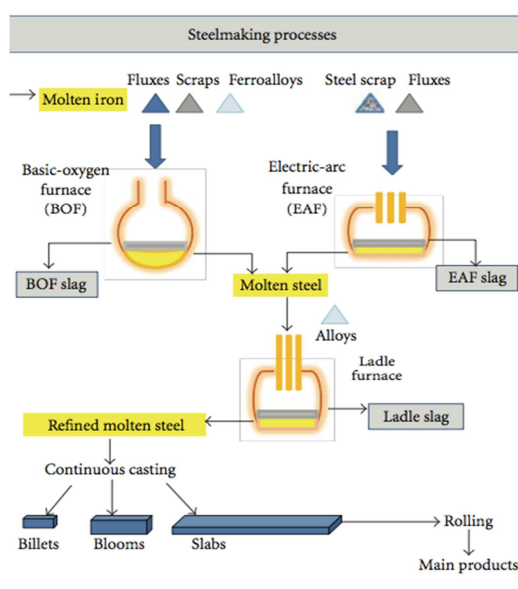 Steelmaking processes
Fluxes Scraps Ferroalloys
Steel scrap Fluxes
Molten iron
Basic-oxygen
furnace
(BOF)
Electric-arc
furnace
(EAF)
BOF slag
Molten steel
EAF slag
Alloys
Ladle
furnace
Ladle slag
Refined molten steel
Continuous casting
Billets
Blooms
Slabs
Rolling
Main products